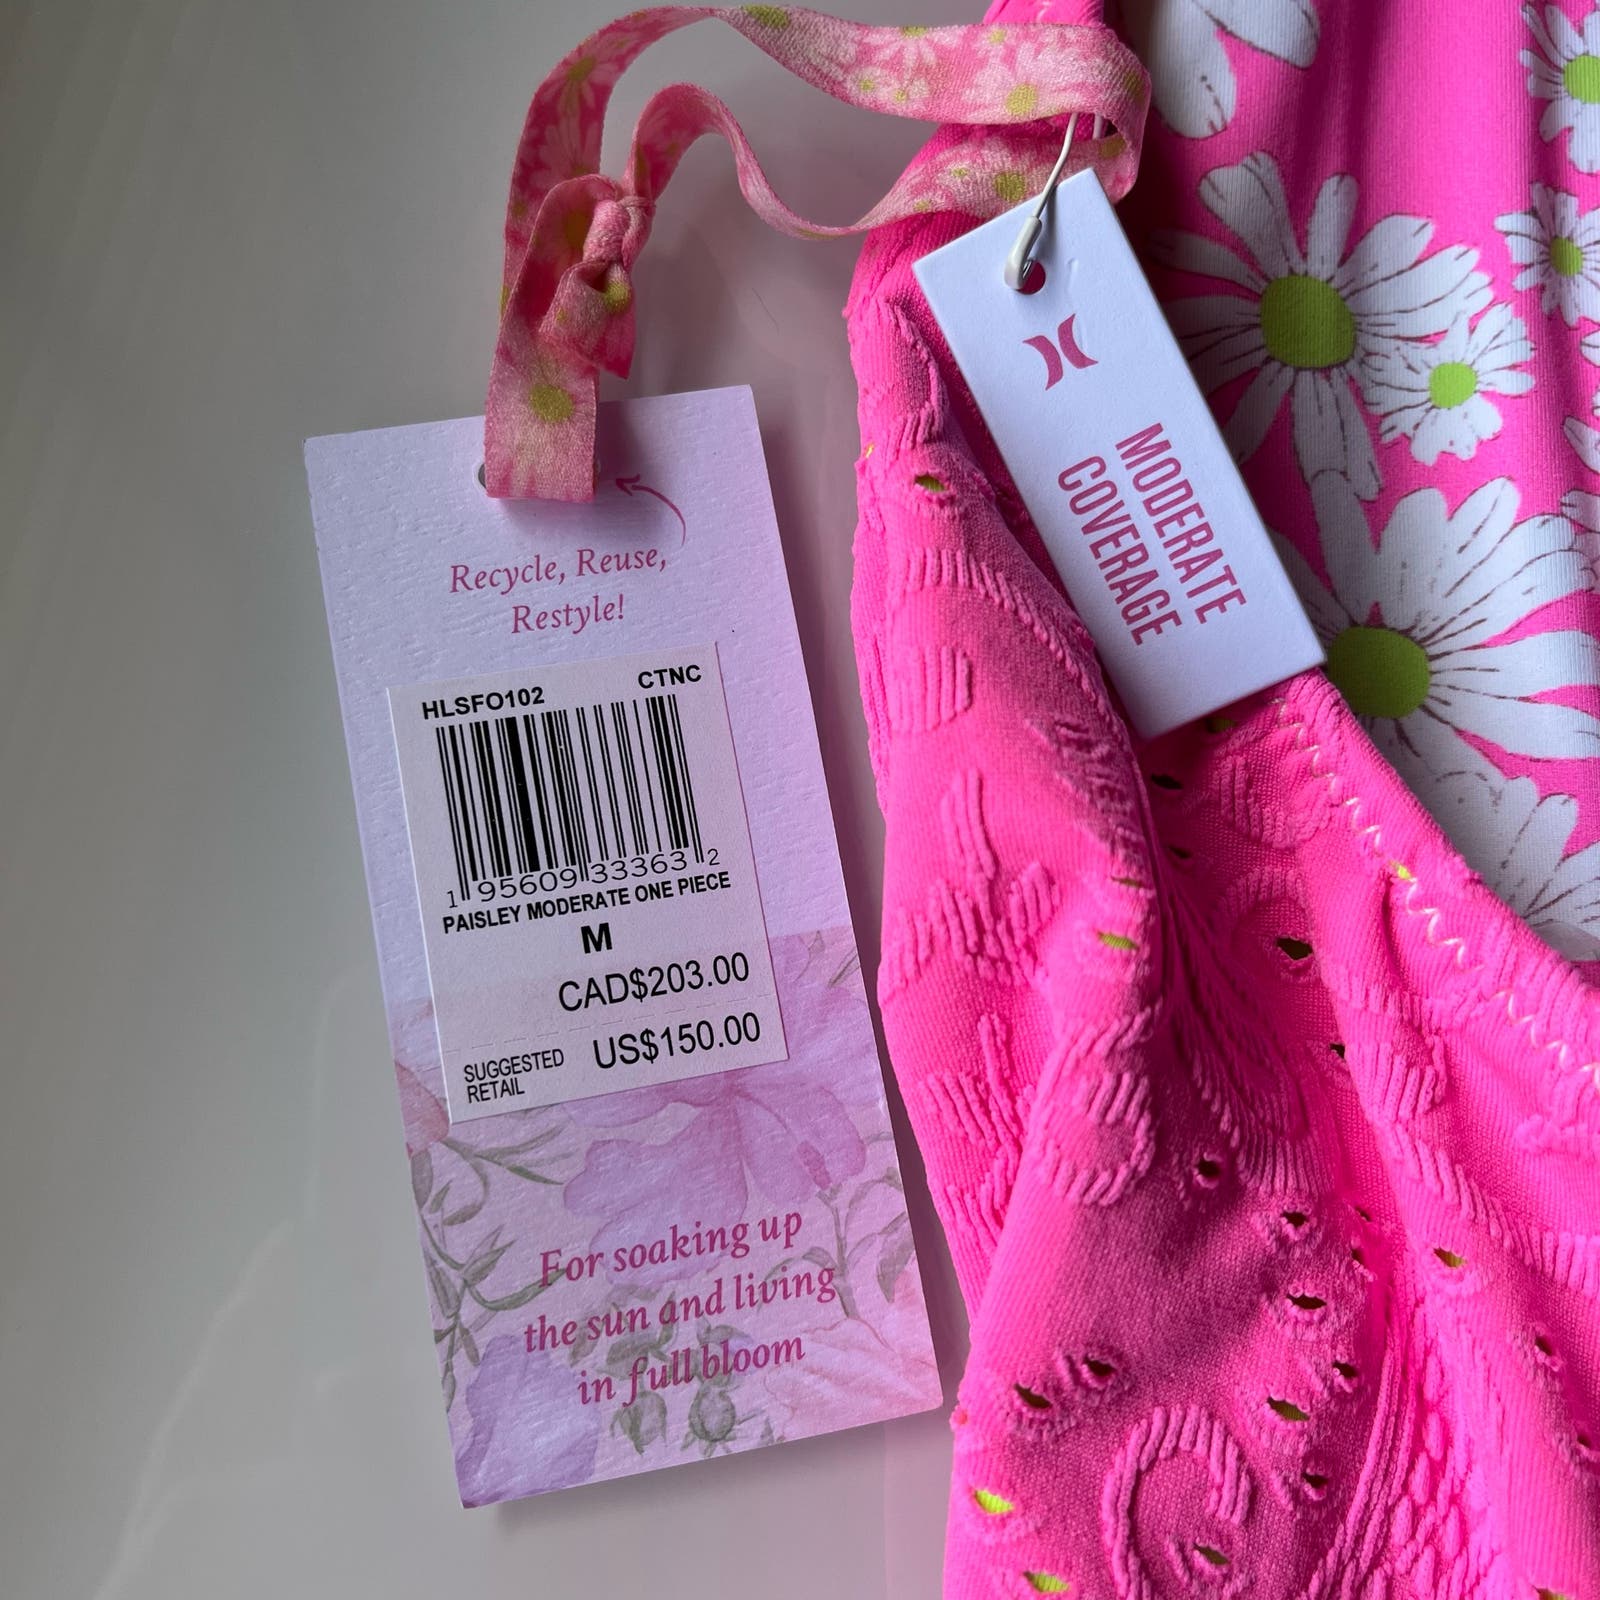 Recycle, Reuse,
Restyle!
HLSFO102 CTNC
1 95609 33363 2
PAISLEY MODERATE ONE PIECE
M
CAD$203.00
SUGGESTED
RETAIL
US$150.00
For soaking up
the sun and living
in full bloom
MODERATE
COVERAGE